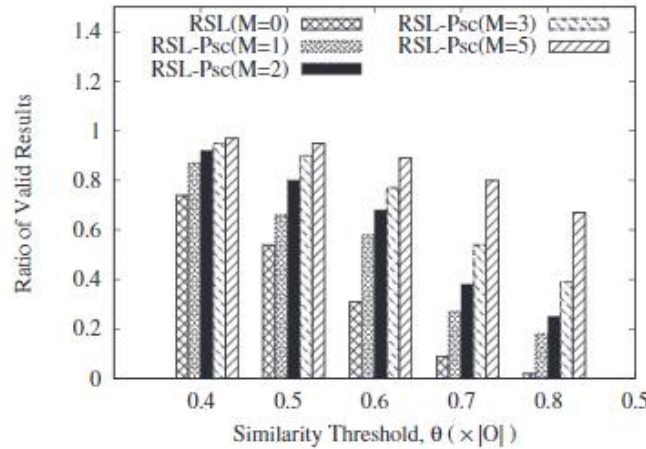 RSL(M=0)
RSL-Psc(M=1)
RSL-Psc(M=2)
RSL-Psc(M=3)
RSL-Psc(M=5)
Ratio of Valid Results
1.4
1.2
1
0.8
0.6
0.4
0.2
0
0.4 0.5 0.6 0.7 0.8 0.5
Similarity Threshold, θ ( ×|O| )